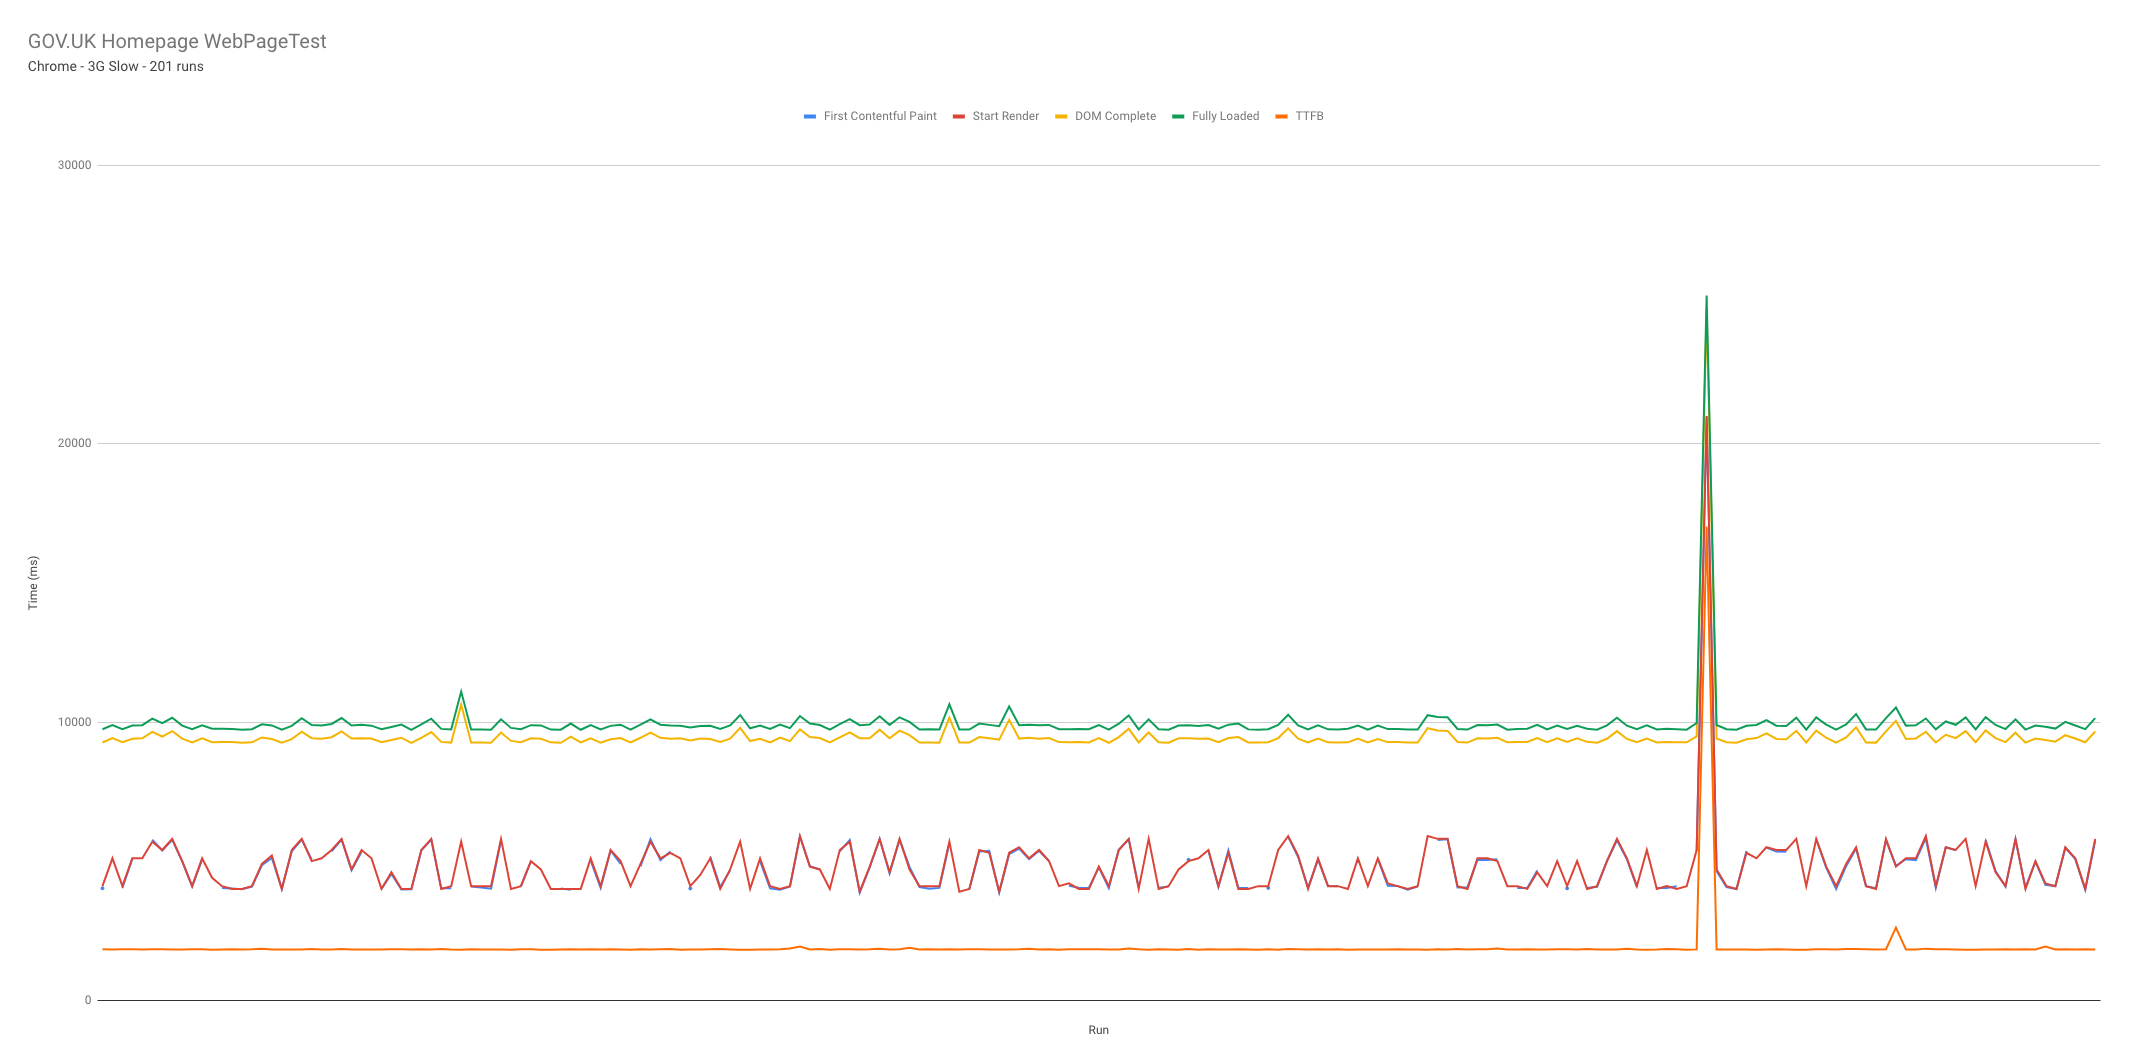 GOV.UK Homepage WebPageTest
Chrome - 3G Slow - 201 runs
First Contentful Paint Start Render DOM Complete Fully Loaded TTFB
30000
20000
10000
0
Time (ms)
Run